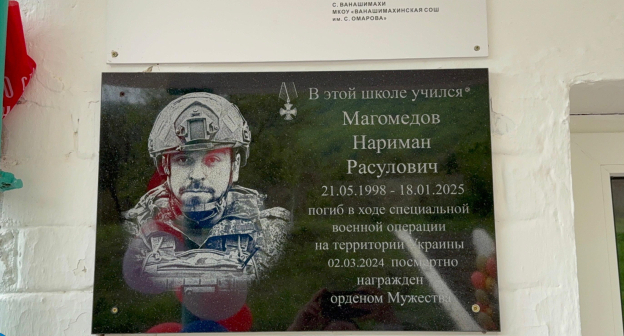 С. ВАНАШИМАХИ
МКОУ «ВАНАШИМАХИНСКАЯ СОШ
им. С. ОМАРОВА»
В этой школе учился
Магомедов
Нариман
Расулович
21.05.1998 - 18.01.2025
погиб в ходе специальной
военной операции
на территории Украины
02.03.2024 посмартно
награжден
орденом Мужества